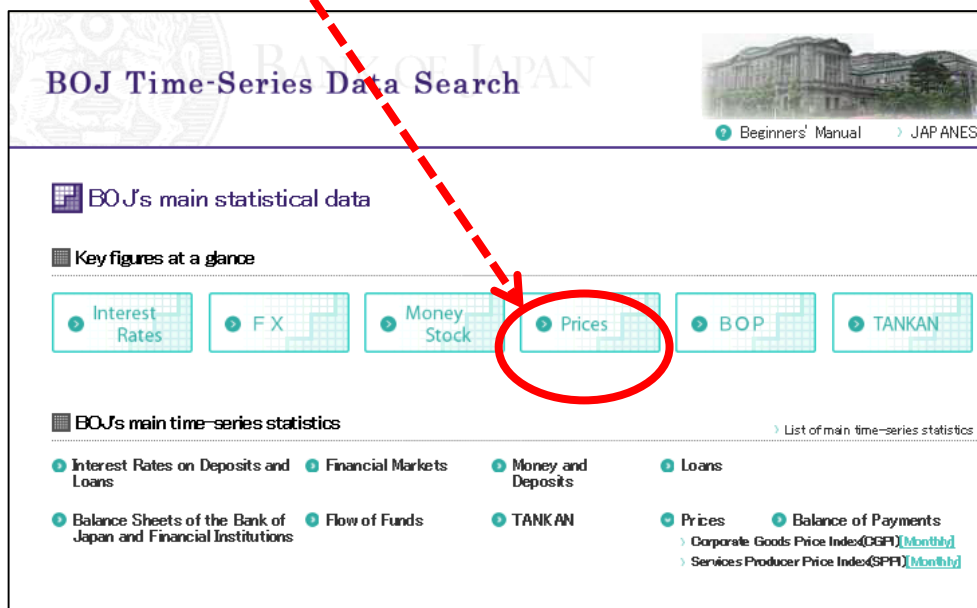 BANK OF JAPAN
BOJ Time-Series Data Search
Beginners' Manual
JAPANES
BOJ's main statistical data
Key figures at a glance
Interest Rates
FX
Money Stock
Prices
BOP
TANKAN
BOJ's main time-series statistics
List of main time-series statistics
Interest Rates on Deposits and Loans
Financial Markets
Money and Deposits
Loans
Balance Sheets of the Bank of Japan and Financial Institutions
Flow of Funds
TANKAN
Prices
Balance of Payments
Corporate Goods Price Index(CGPI)[Monthly]
Services Producer Price Index(SPPI)[Monthly]